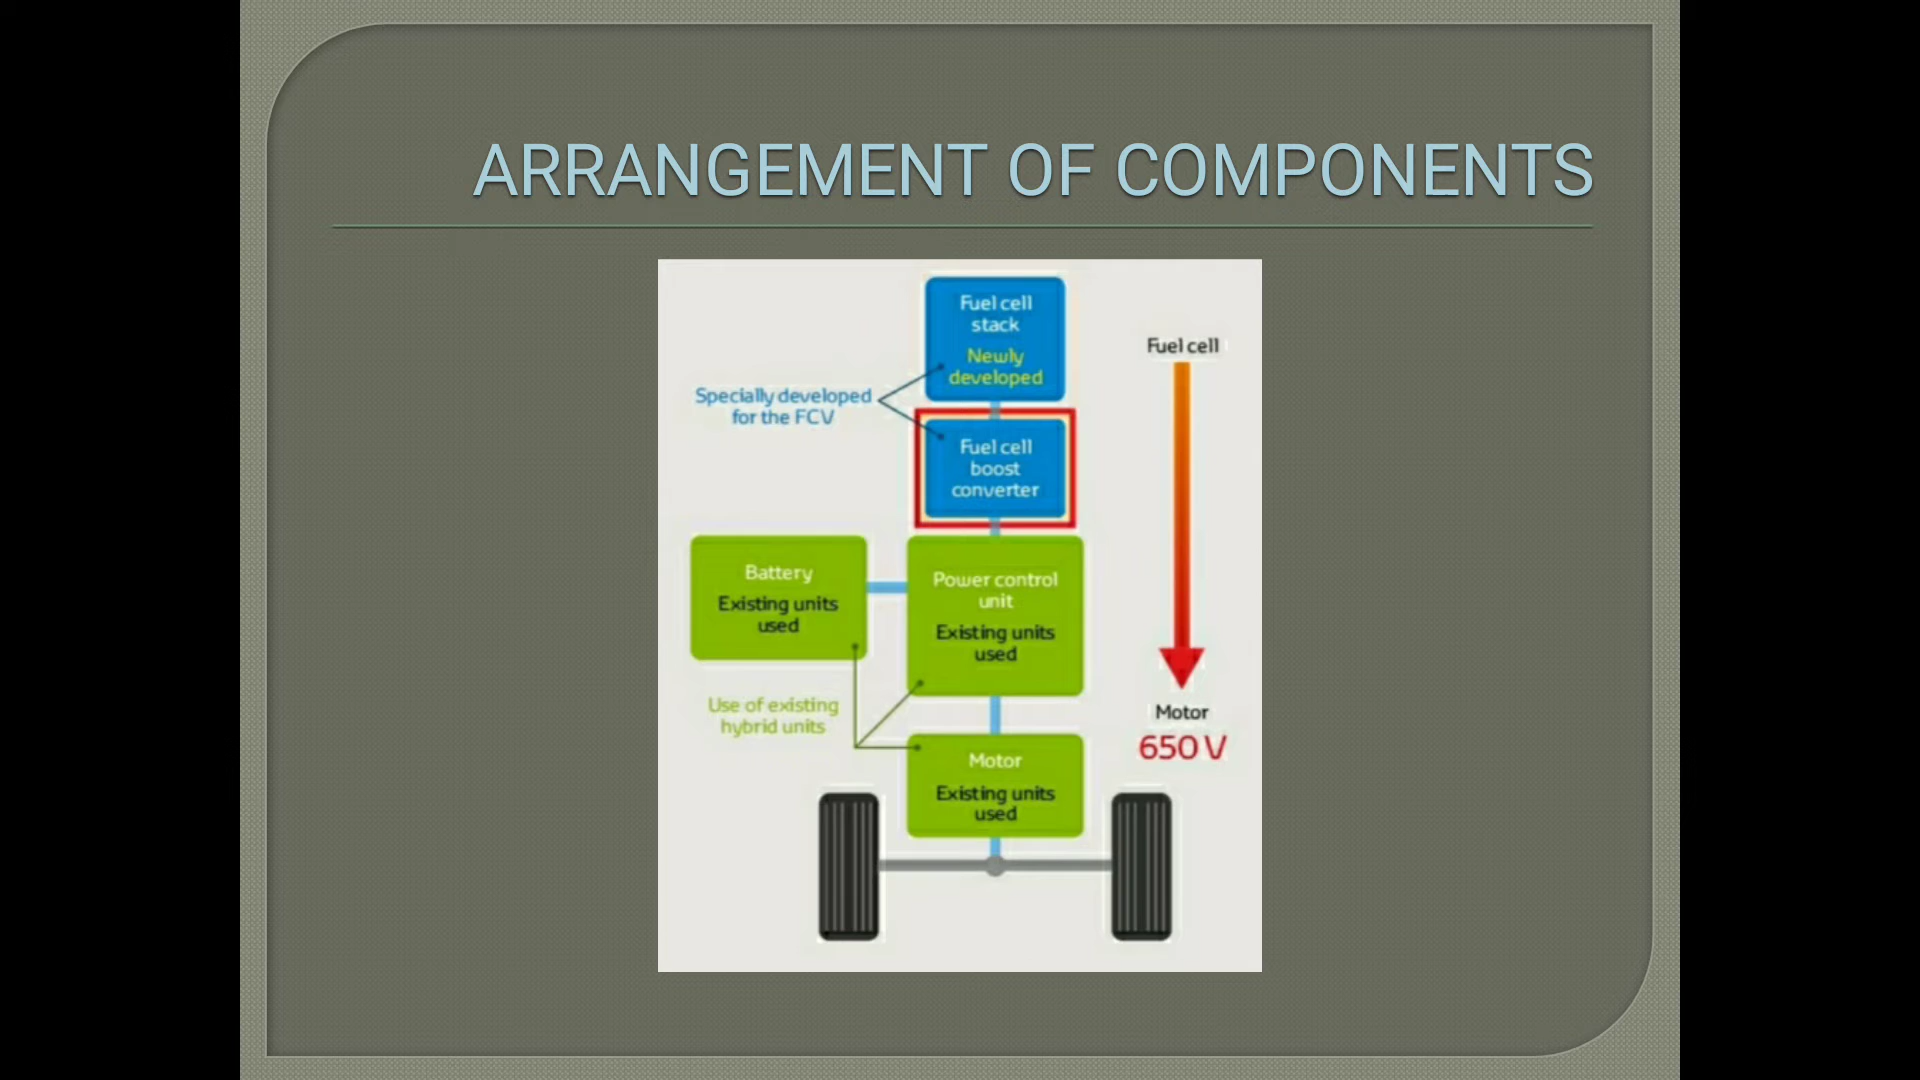 ARRANGEMENT OF COMPONENTS
Fuel cell
stack
Newly
developed
Specially developed
for the FCV
Fuel cell
boost
converter
Battery
Existing units
used
Power control
unit
Existing units
used
Use of existing
hybrid units
Motor
Existing units
used
Fuel cell
Motor
650 V